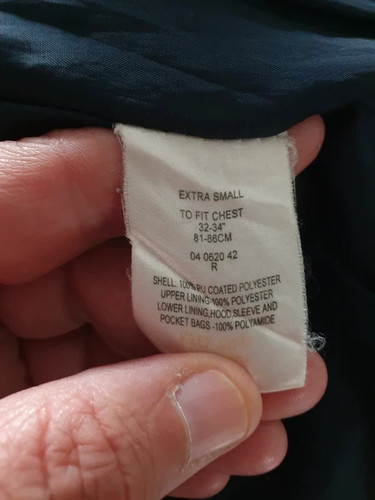 EXTRA SMALL
TO FIT CHEST
32-34"
81-86CM
04 0620 42
R
SHELL: 100% PU COATED POLYESTER
UPPER LINING 100% POLYESTER
LOWER LINING,HOOD,SLEEVE AND
POCKET BAGS -100% POLYAMIDE